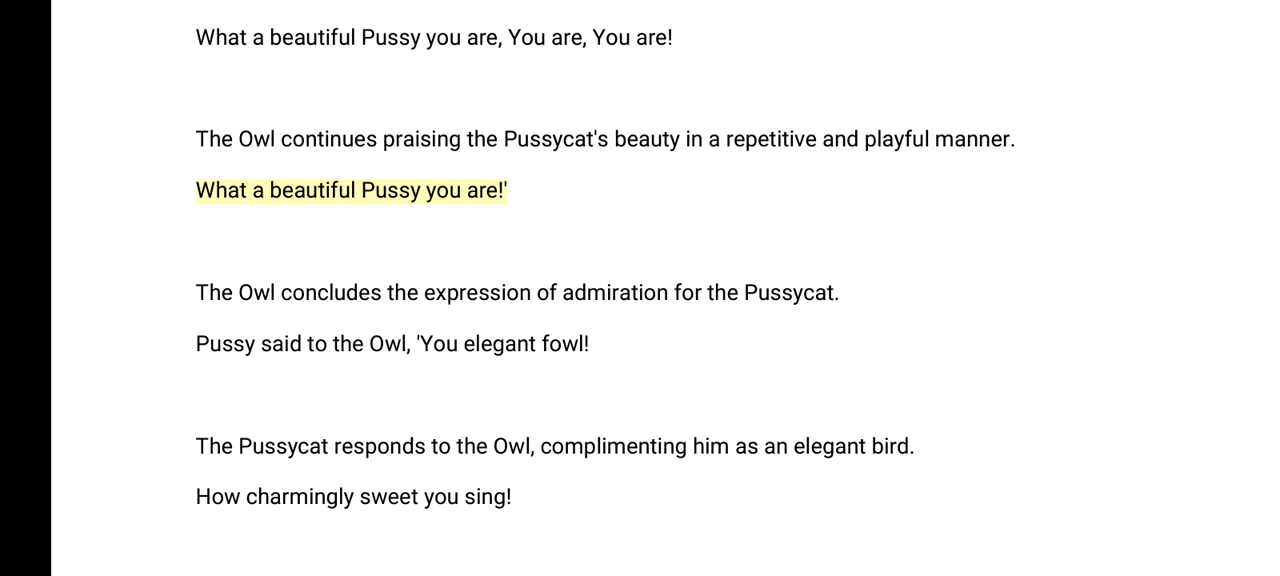 What a beautiful Pussy you are, You are, You are!
The Owl continues praising the Pussycat's beauty in a repetitive and playful manner.
What a beautiful Pussy you are!'
The Owl concludes the expression of admiration for the Pussycat.
Pussy said to the Owl, 'You elegant fowl!
The Pussycat responds to the Owl, complimenting him as an elegant bird.
How charmingly sweet you sing!